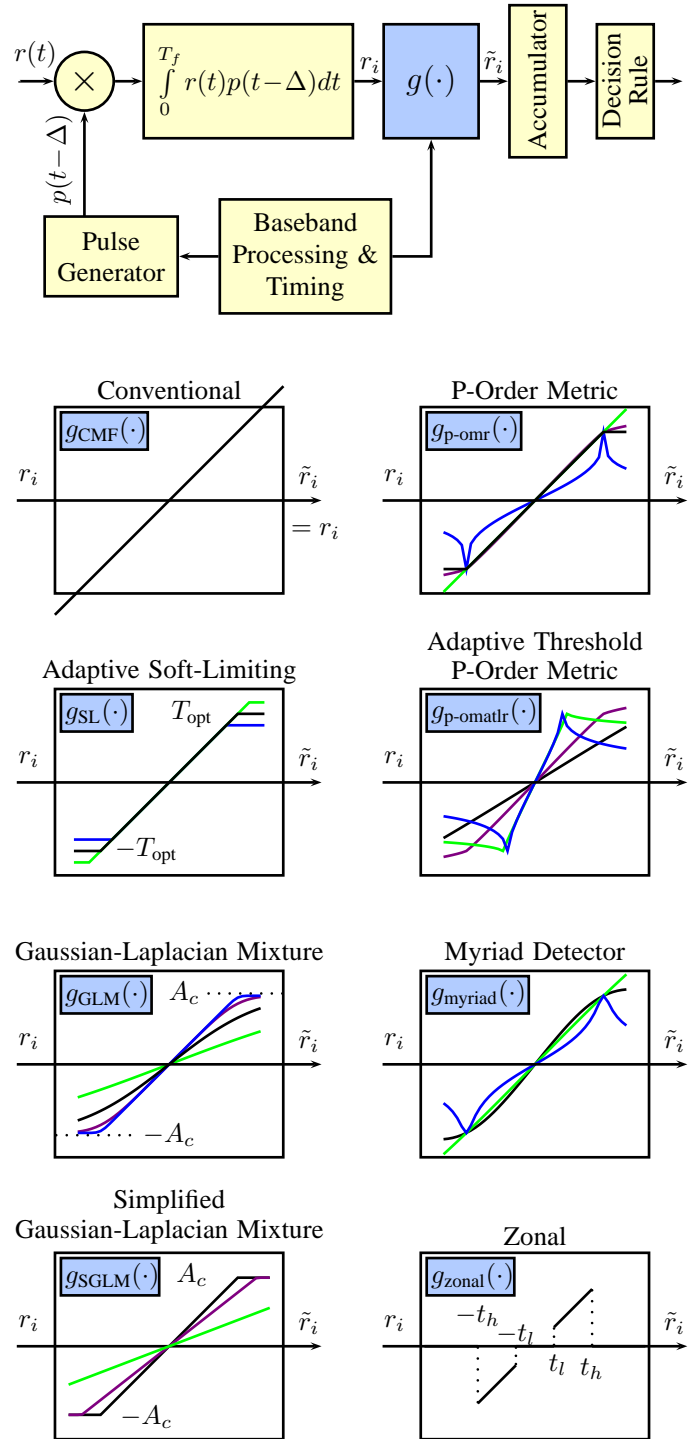 r(t)
×
∫₀^{T_f} r(t)p(t−Δ)dt
r_i
g(·)
r̃_i
Accumulator
Decision
Rule
p(t−Δ)
Pulse
Generator
Baseband
Processing &
Timing
Conventional
g_CMF(·)
r_i
r̃_i
= r_i
P-Order Metric
g_p-omr(·)
r_i
r̃_i
Adaptive Soft-Limiting
g_SL(·)
T_opt
r_i
r̃_i
−T_opt
Adaptive Threshold
P-Order Metric
g_p-omatlr(·)
r_i
r̃_i
Gaussian-Laplacian Mixture
g_GLM(·)
A_c
r_i
r̃_i
−A_c
Myriad Detector
g_myriad(·)
r_i
r̃_i
Simplified
Gaussian-Laplacian Mixture
g_SGLM(·)
A_c
r_i
r̃_i
−A_c
Zonal
g_zonal(·)
−t_h
−t_l
r_i
r̃_i
t_l
t_h